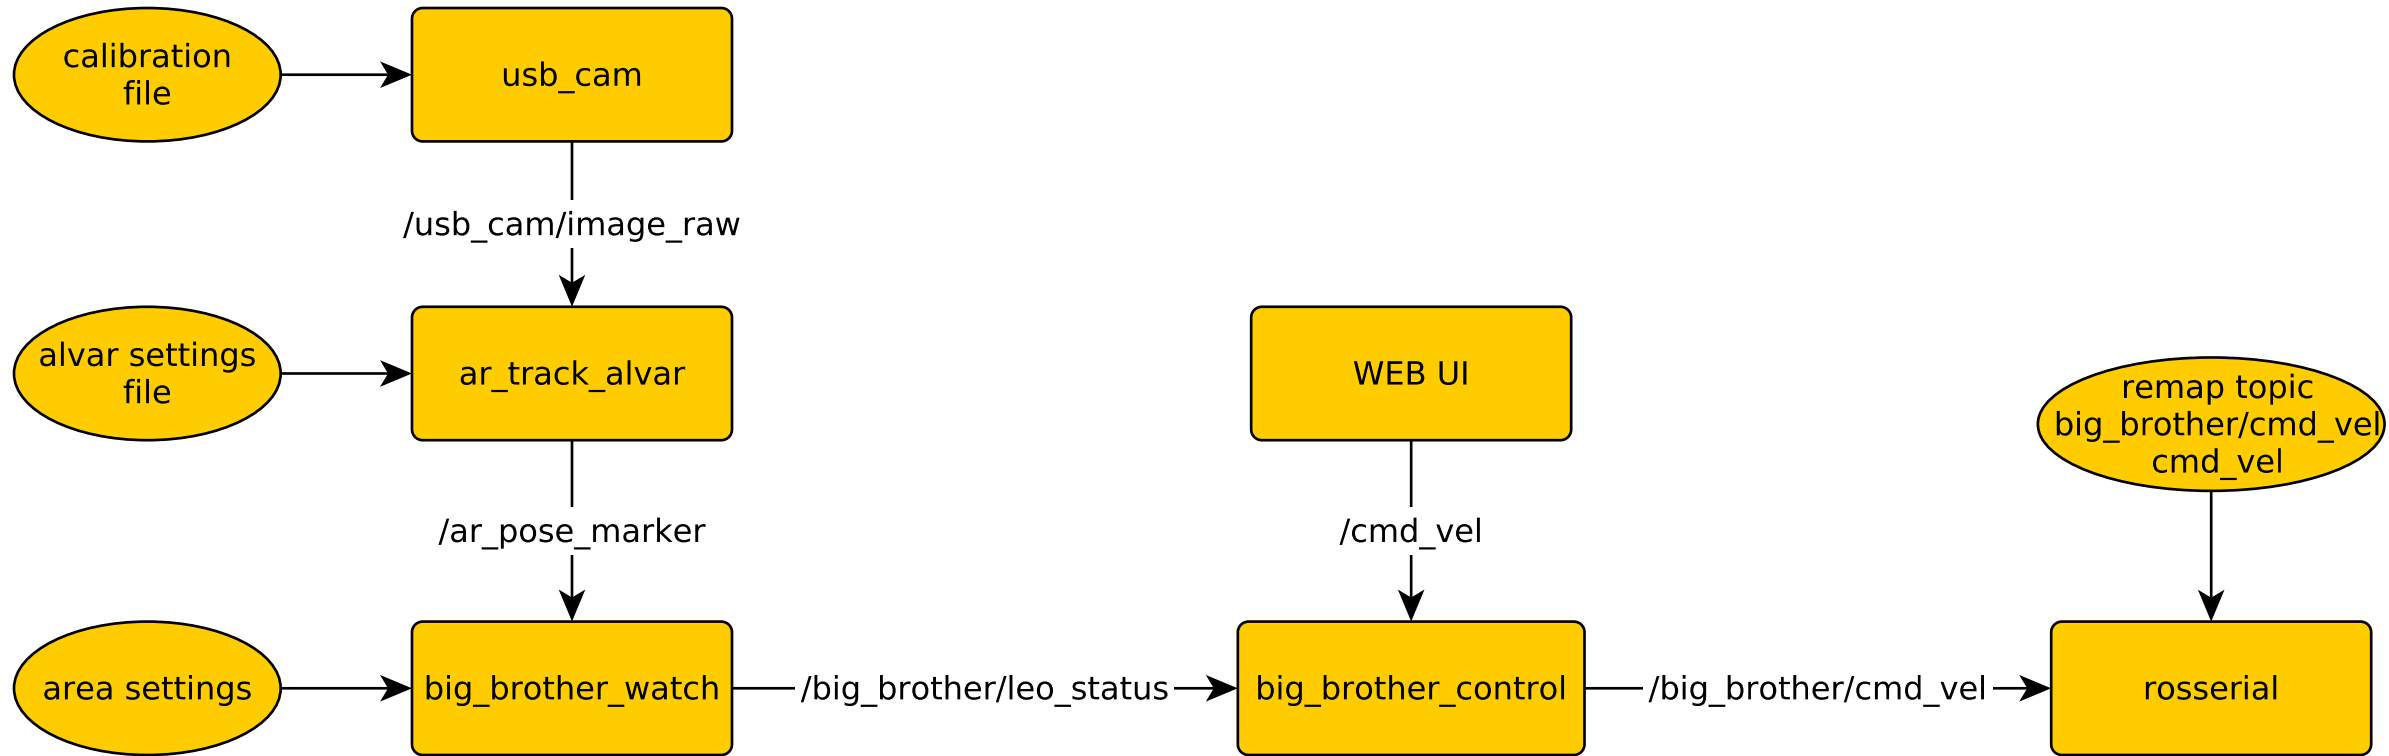 calibration
file
usb_cam
/usb_cam/image_raw
alvar settings
file
ar_track_alvar
WEB UI
remap topic
big_brother/cmd_vel
cmd_vel
/ar_pose_marker
/cmd_vel
area settings
big_brother_watch
/big_brother/leo_status
big_brother_control
/big_brother/cmd_vel
rosserial